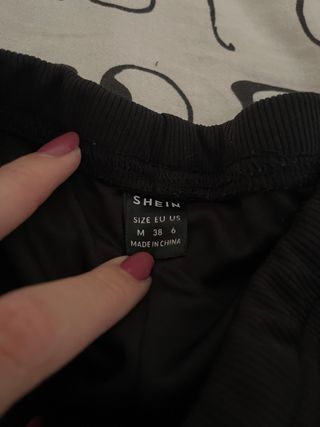 SHEIN
SIZE EU US
M 38 6
MADE IN CHINA